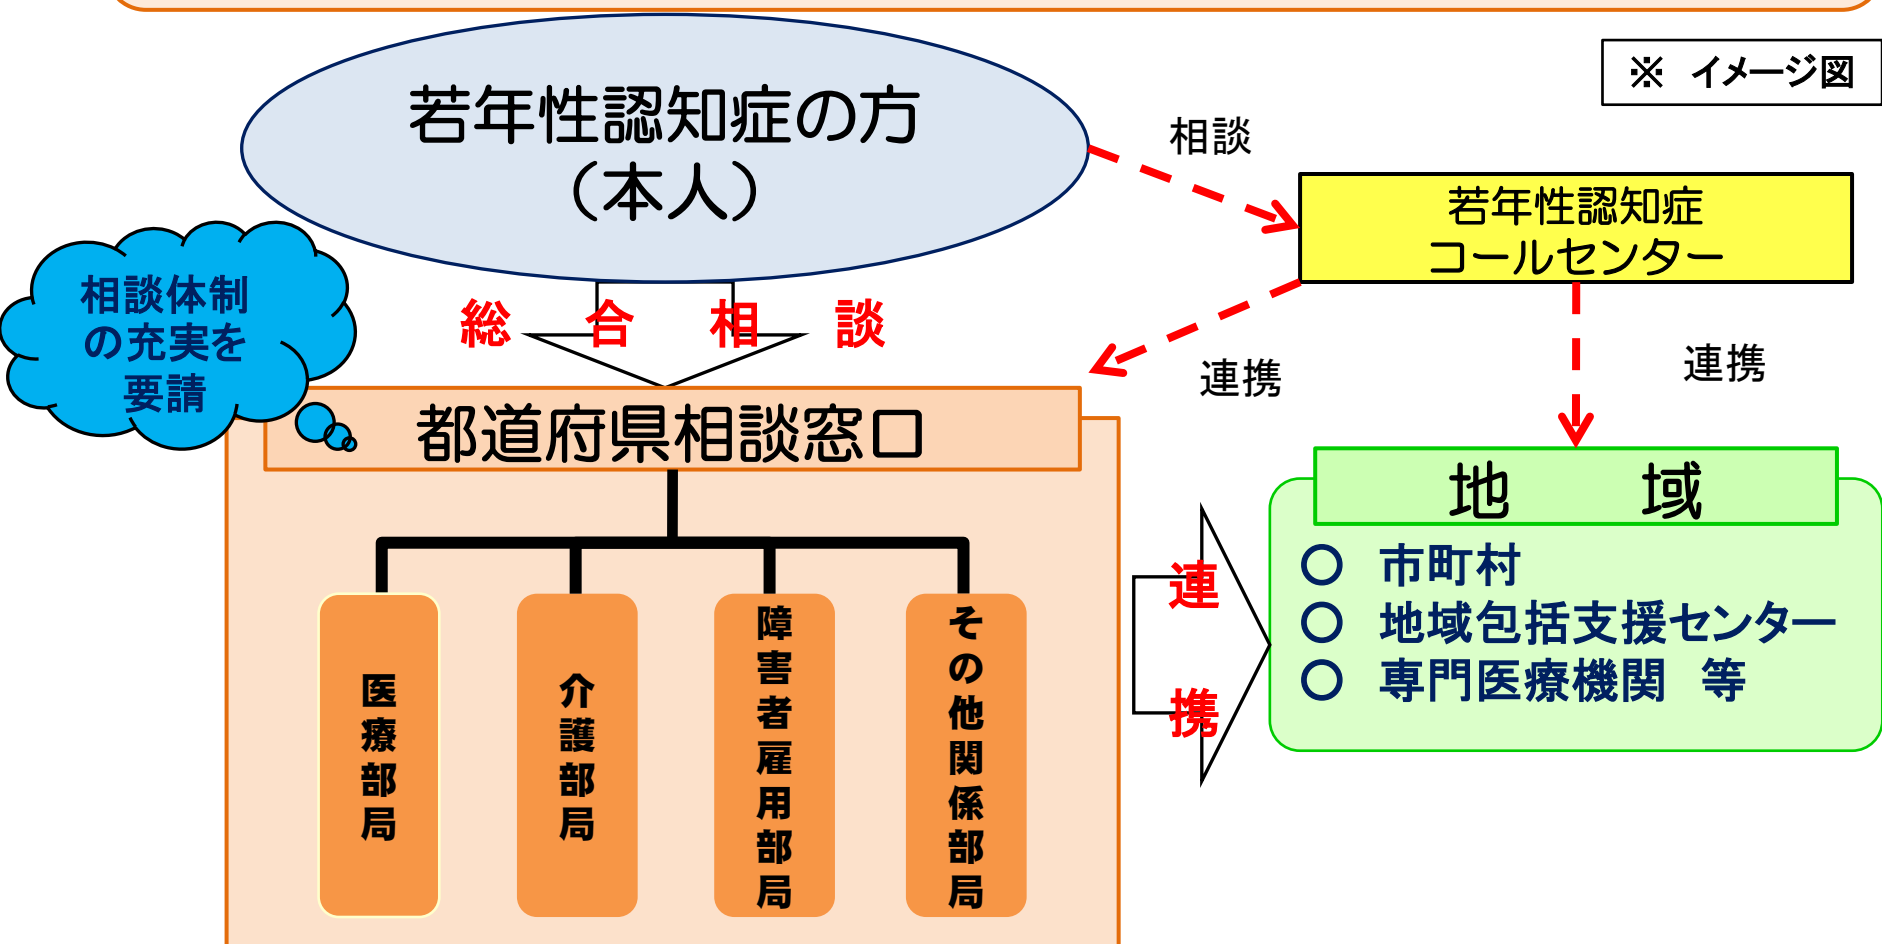 ※　イメージ図
若年性認知症の方
（本人）
相談
若年性認知症
コールセンター
相談体制
の充実を
要請
総　合　相　談
連携
連携
都道府県相談窓口
医療部局
介護部局
障害者雇用部局
その他関係部局
連
携
地　　域
○　市町村
○　地域包括支援センター
○　専門医療機関　等